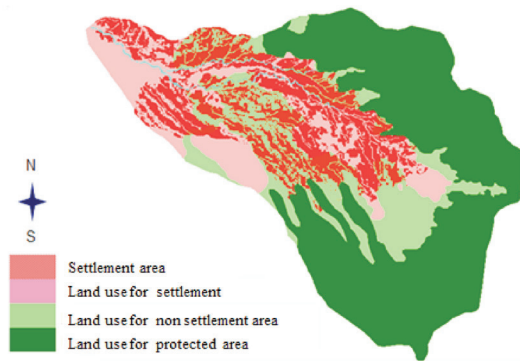 N
S
Settlement area
Land use for settlement
Land use for non settlement area
Land use for protected area